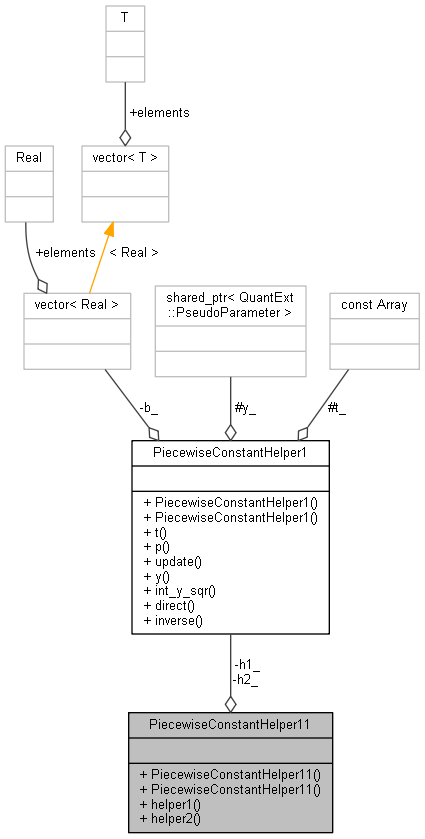 T
+elements
Real
vector< T >
+elements
< Real >
vector< Real >
shared_ptr< QuantExt
::PseudoParameter >
const Array
-b_
#y_
#t_
PiecewiseConstantHelper1
+ PiecewiseConstantHelper1()
+ PiecewiseConstantHelper1()
+ t()
+ p()
+ update()
+ y()
+ int_y_sqr()
+ direct()
+ inverse()
-h1_
-h2_
PiecewiseConstantHelper11
+ PiecewiseConstantHelper11()
+ PiecewiseConstantHelper11()
+ helper1()
+ helper2()